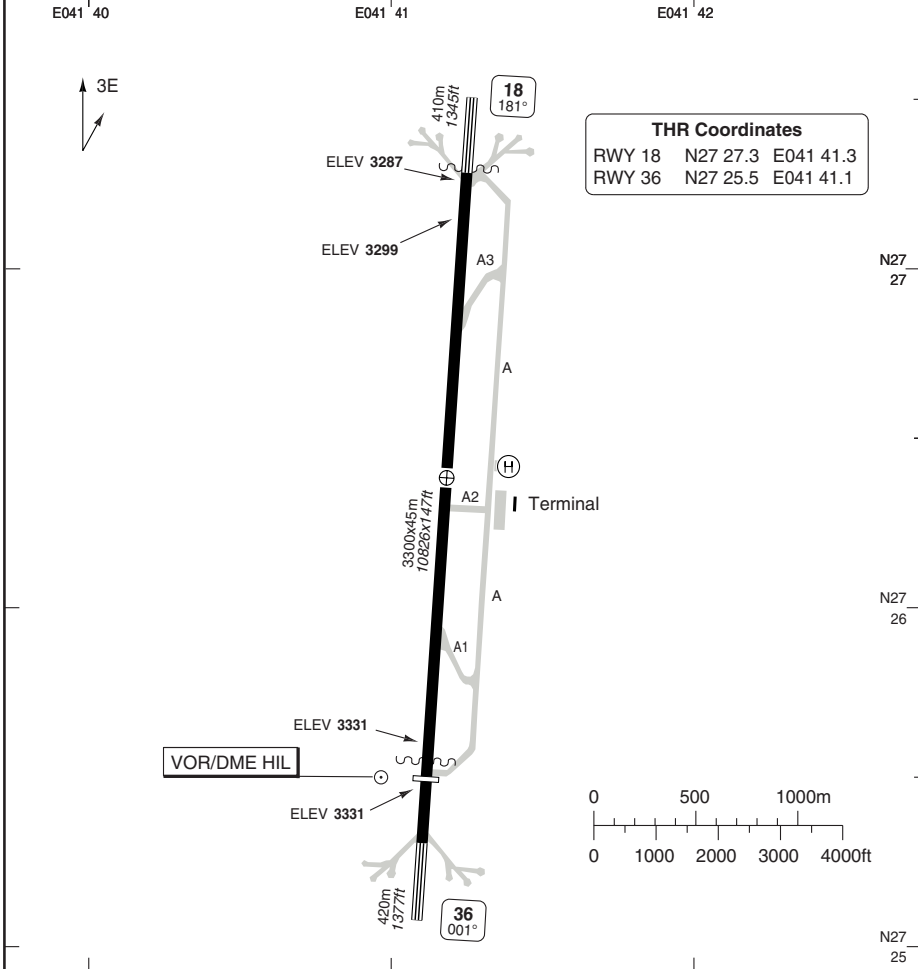 E041 40
E041 41
E041 42
3E
410m
1345ft
18
181°
THR Coordinates
RWY 18 N27 27.3 E041 41.3
RWY 36 N27 25.5 E041 41.1
ELEV 3287
ELEV 3299
A3
N27
27
A
H
A2
Terminal
3300x45m
10826x147ft
A
N27
26
A1
ELEV 3331
VOR/DME HIL
ELEV 3331
0 500 1000m
0 1000 2000 3000 4000ft
420m
1377ft
36
001°
N27
25